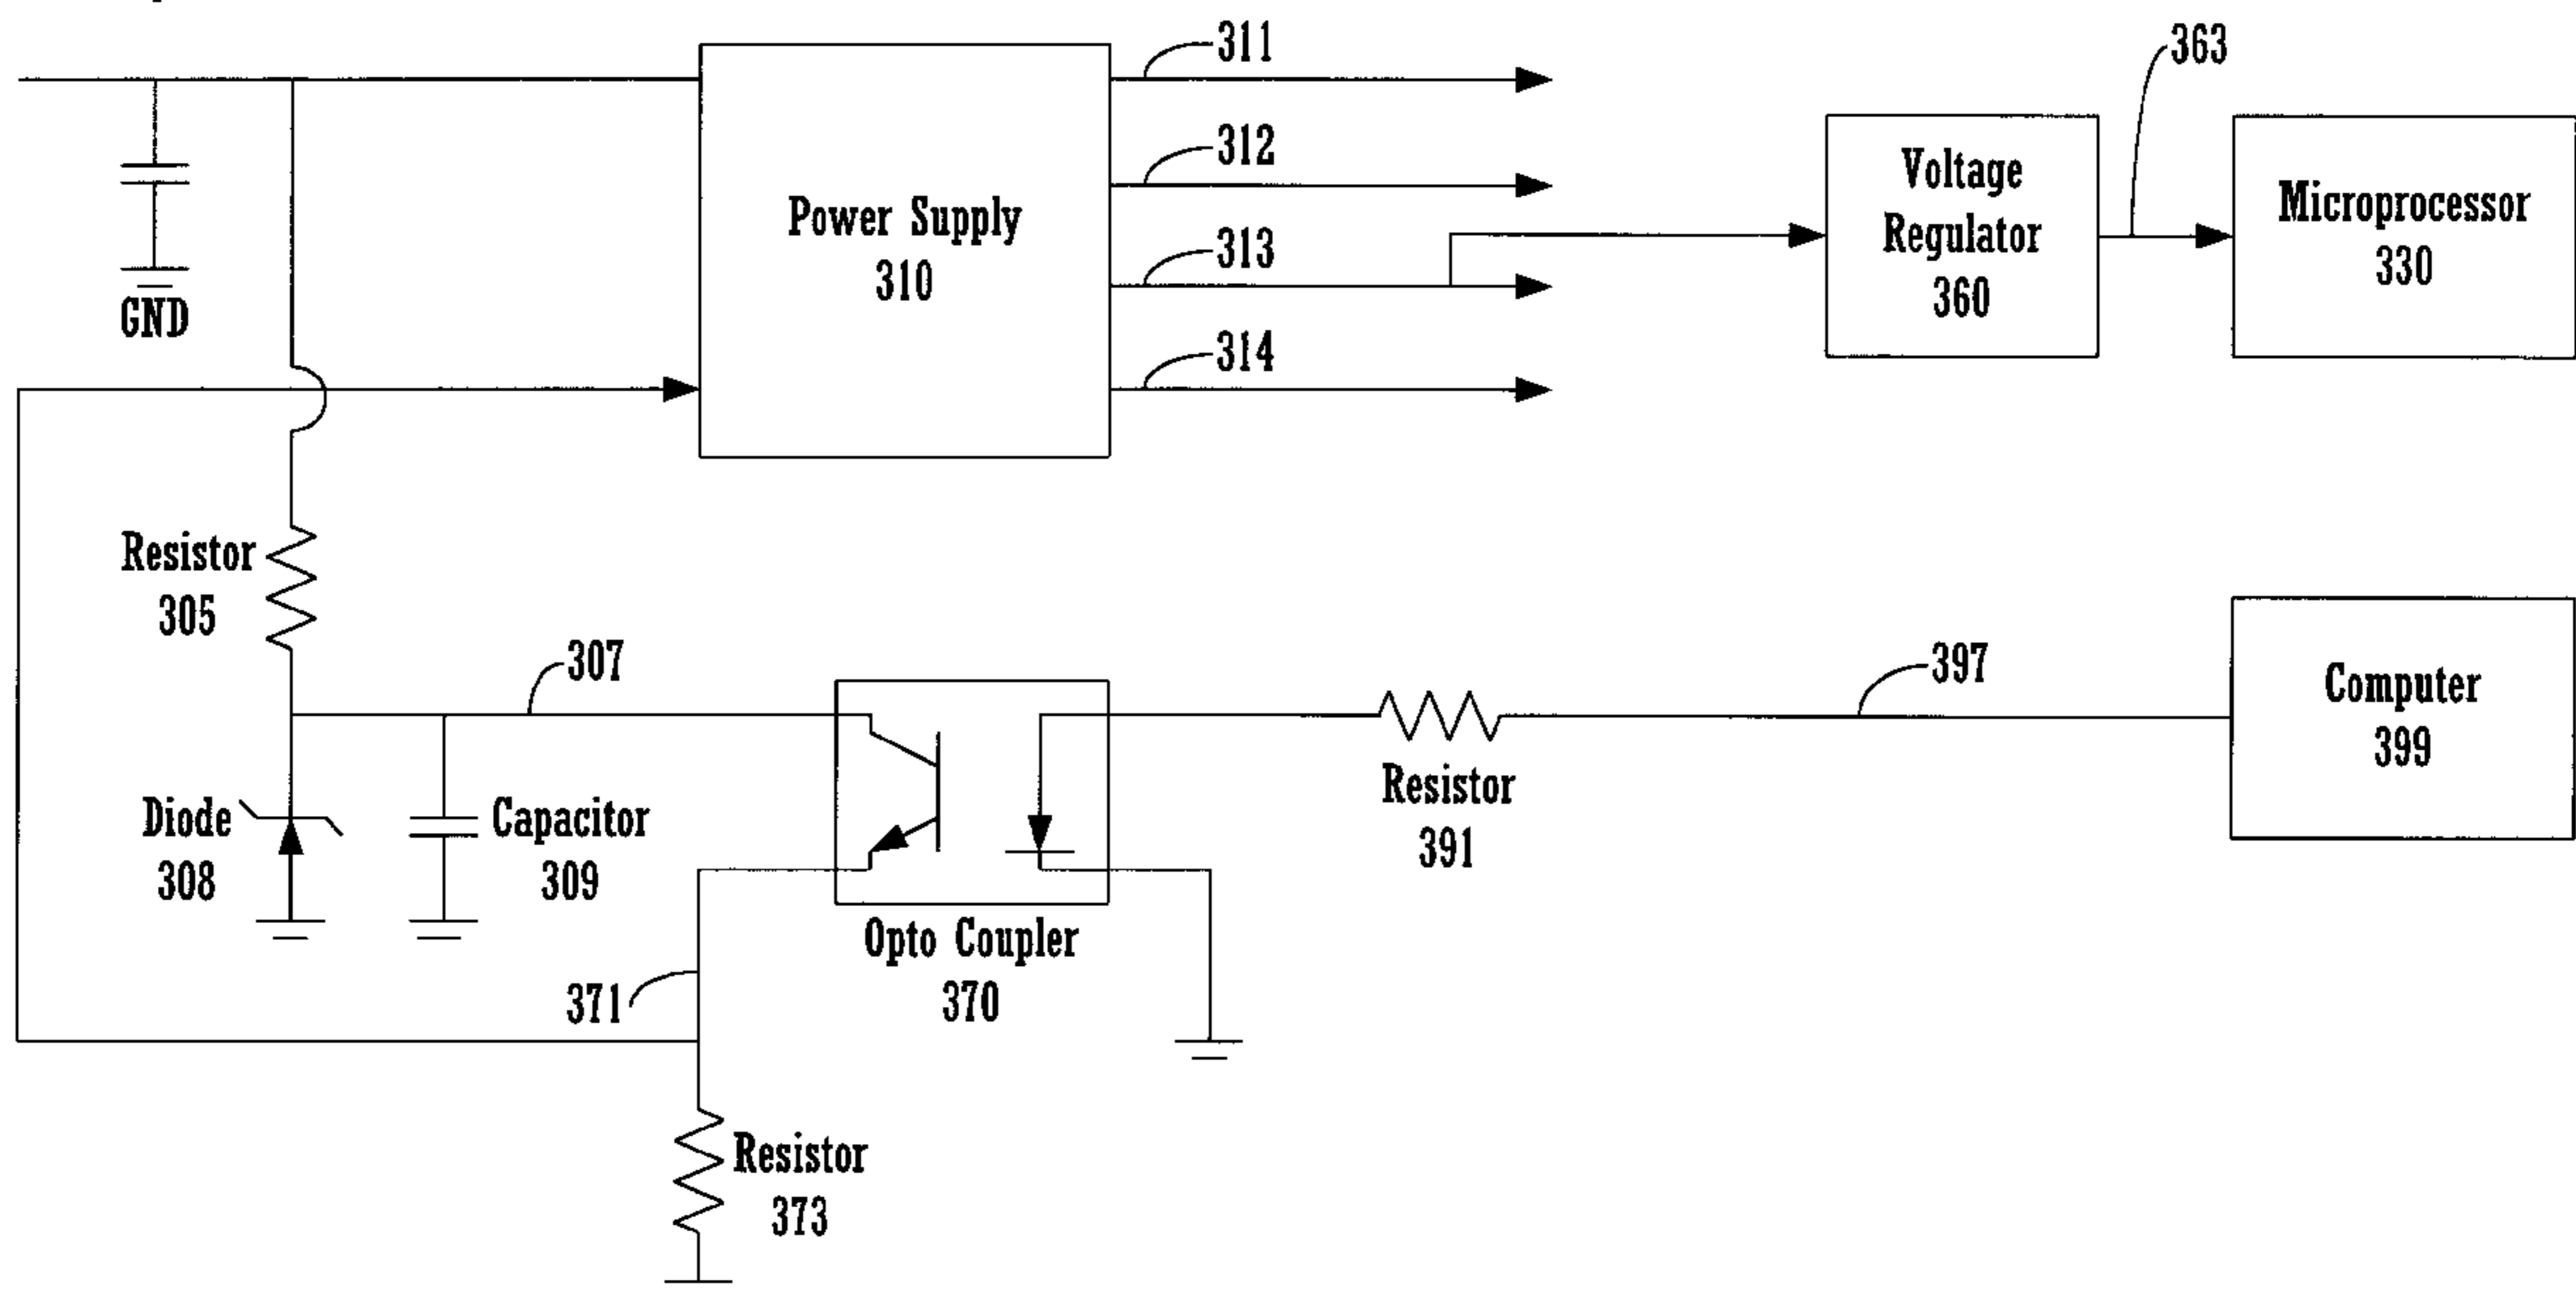 311
363
312
Voltage
Regulator
360
Microprocessor
330
Power Supply
310
313
GND
314
Resistor
305
307
397
Computer
399
Resistor
391
Diode
308
Capacitor
309
Opto Coupler
370
371
Resistor
373